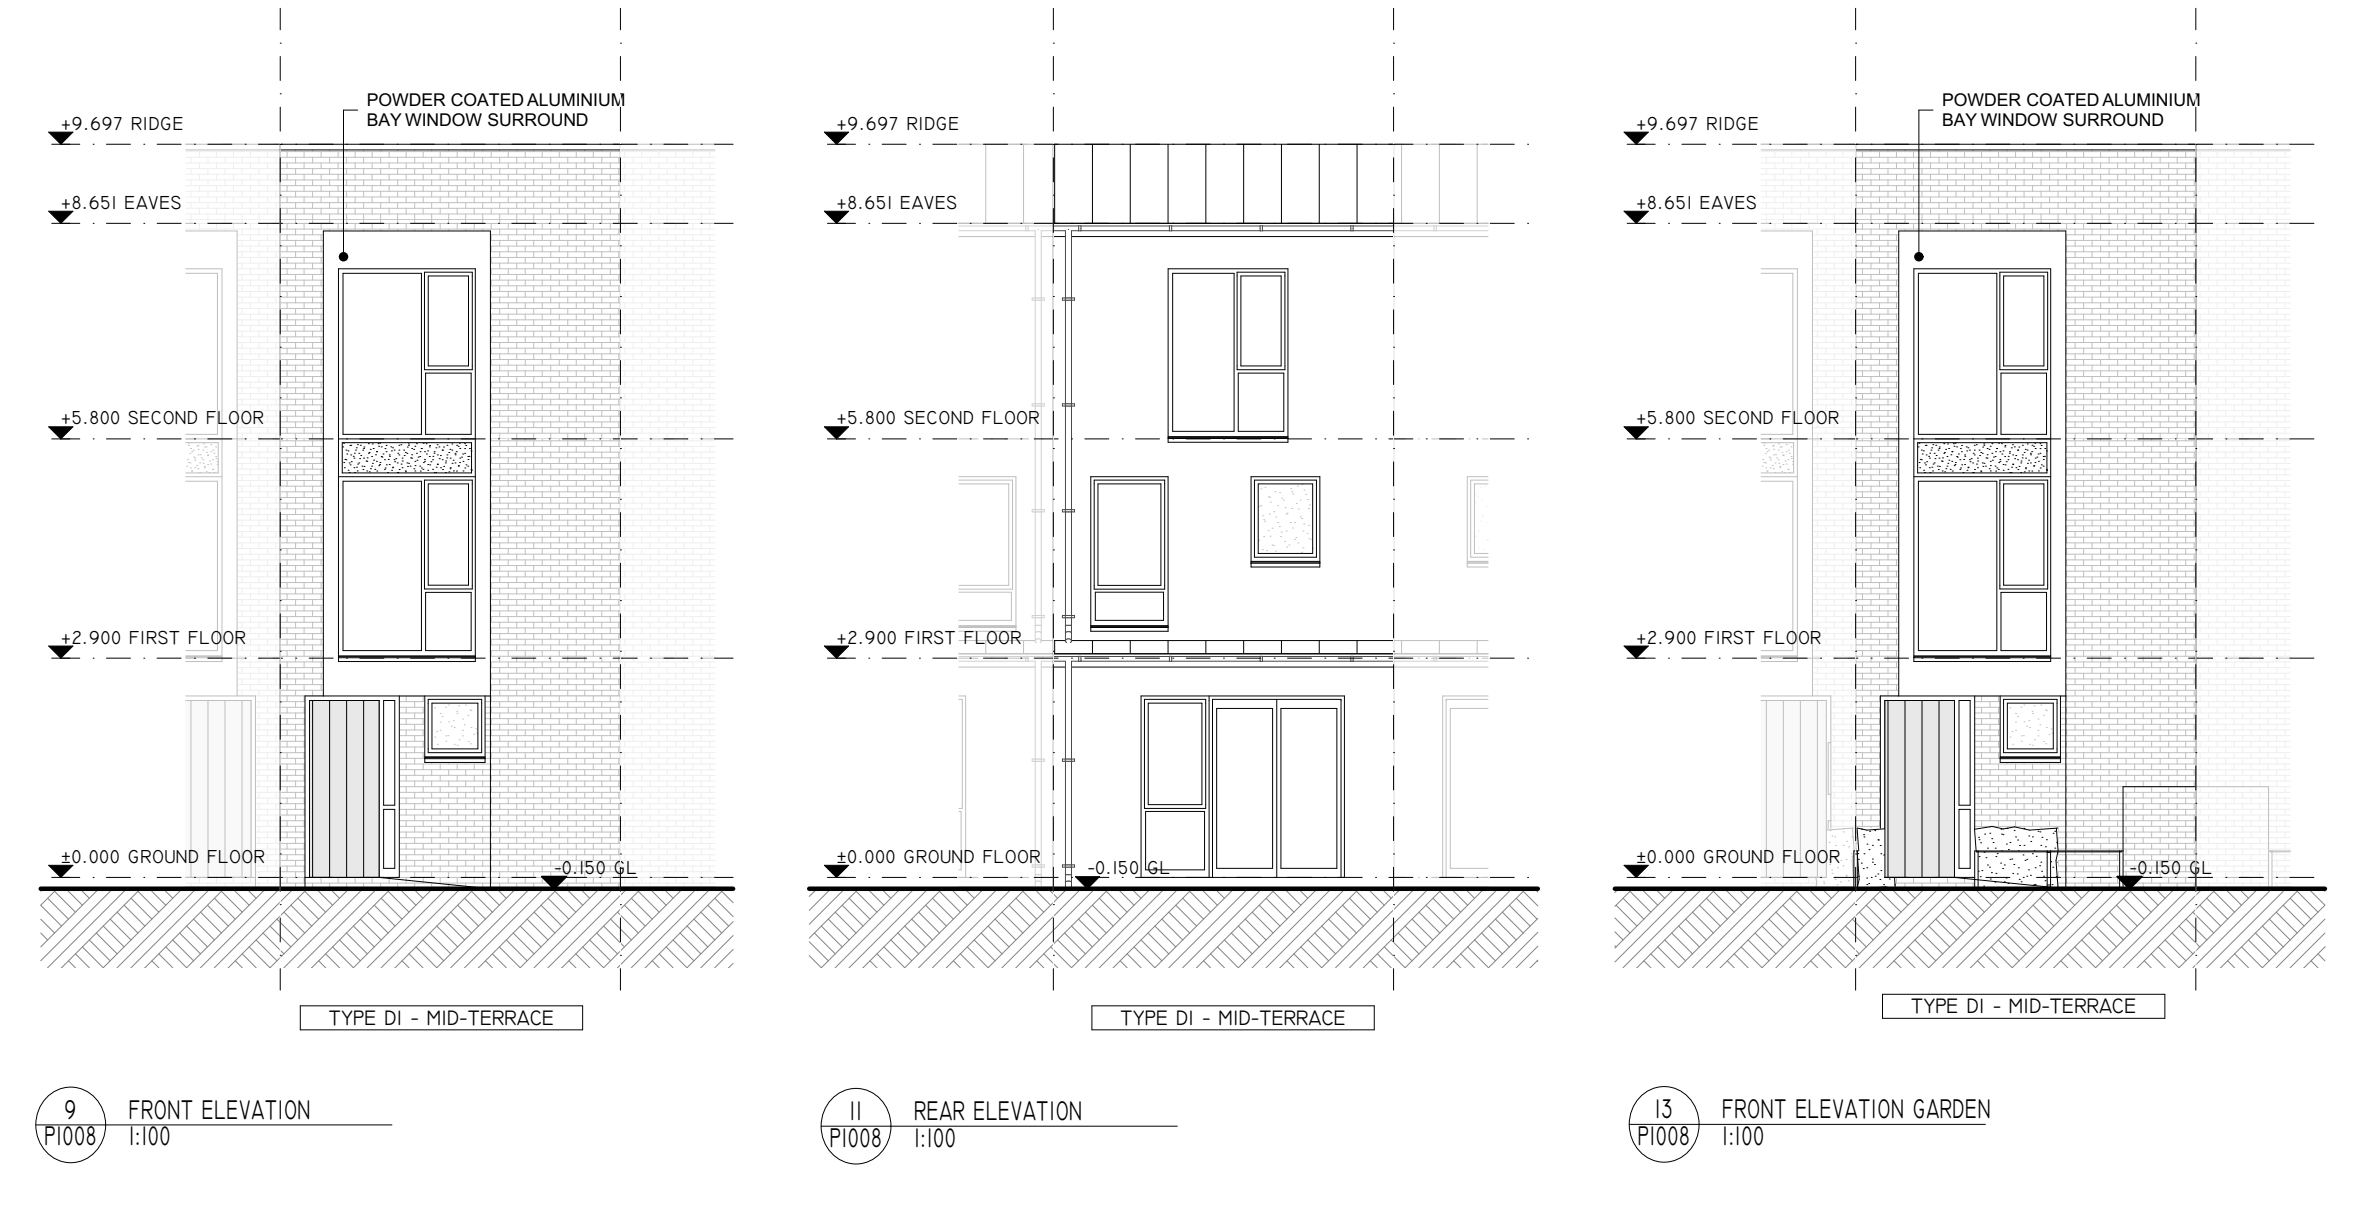 POWDER COATED ALUMINIUM
BAY WINDOW SURROUND
+9.697 RIDGE
+8.651 EAVES
+5.800 SECOND FLOOR
+2.900 FIRST FLOOR
±0.000 GROUND FLOOR
-0.150 GL
TYPE D1 - MID-TERRACE
9
P1008
FRONT ELEVATION
1:100
+9.697 RIDGE
+8.651 EAVES
+5.800 SECOND FLOOR
+2.900 FIRST FLOOR
±0.000 GROUND FLOOR
-0.150 GL
TYPE D1 - MID-TERRACE
11
P1008
REAR ELEVATION
1:100
POWDER COATED ALUMINIUM
BAY WINDOW SURROUND
+9.697 RIDGE
+8.651 EAVES
+5.800 SECOND FLOOR
+2.900 FIRST FLOOR
±0.000 GROUND FLOOR
-0.150 GL
TYPE D1 - MID-TERRACE
13
P1008
FRONT ELEVATION GARDEN
1:100